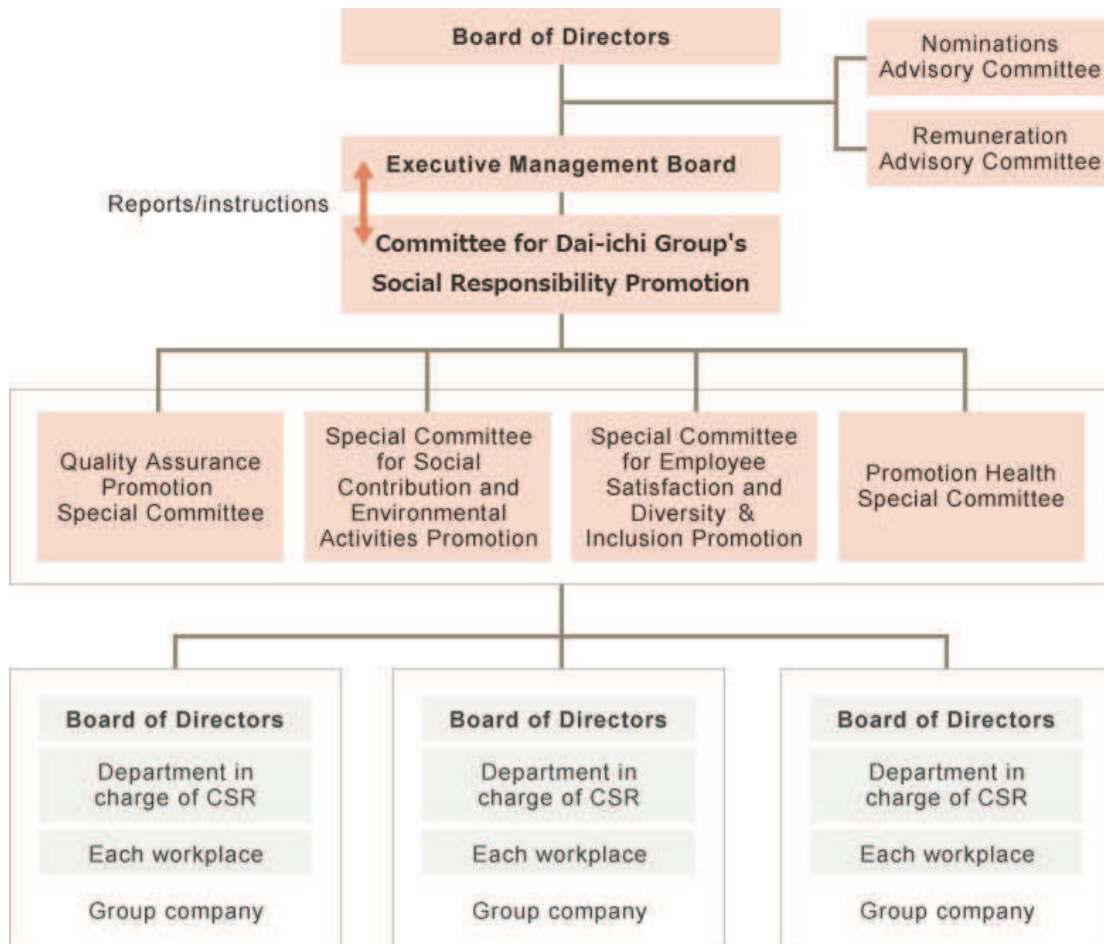 Board of Directors
Nominations
Advisory Committee
Remuneration
Advisory Committee
Executive Management Board
Reports/instructions
Committee for Dai-ichi Group's
Social Responsibility Promotion
Quality Assurance
Promotion
Special Committee
Special Committee
for Social
Contribution and
Environmental
Activities Promotion
Special Committee
for Employee
Satisfaction and
Diversity &
Inclusion Promotion
Promotion Health
Special Committee
Board of Directors
Department in
charge of CSR
Each workplace
Group company
Board of Directors
Department in
charge of CSR
Each workplace
Group company
Board of Directors
Department in
charge of CSR
Each workplace
Group company